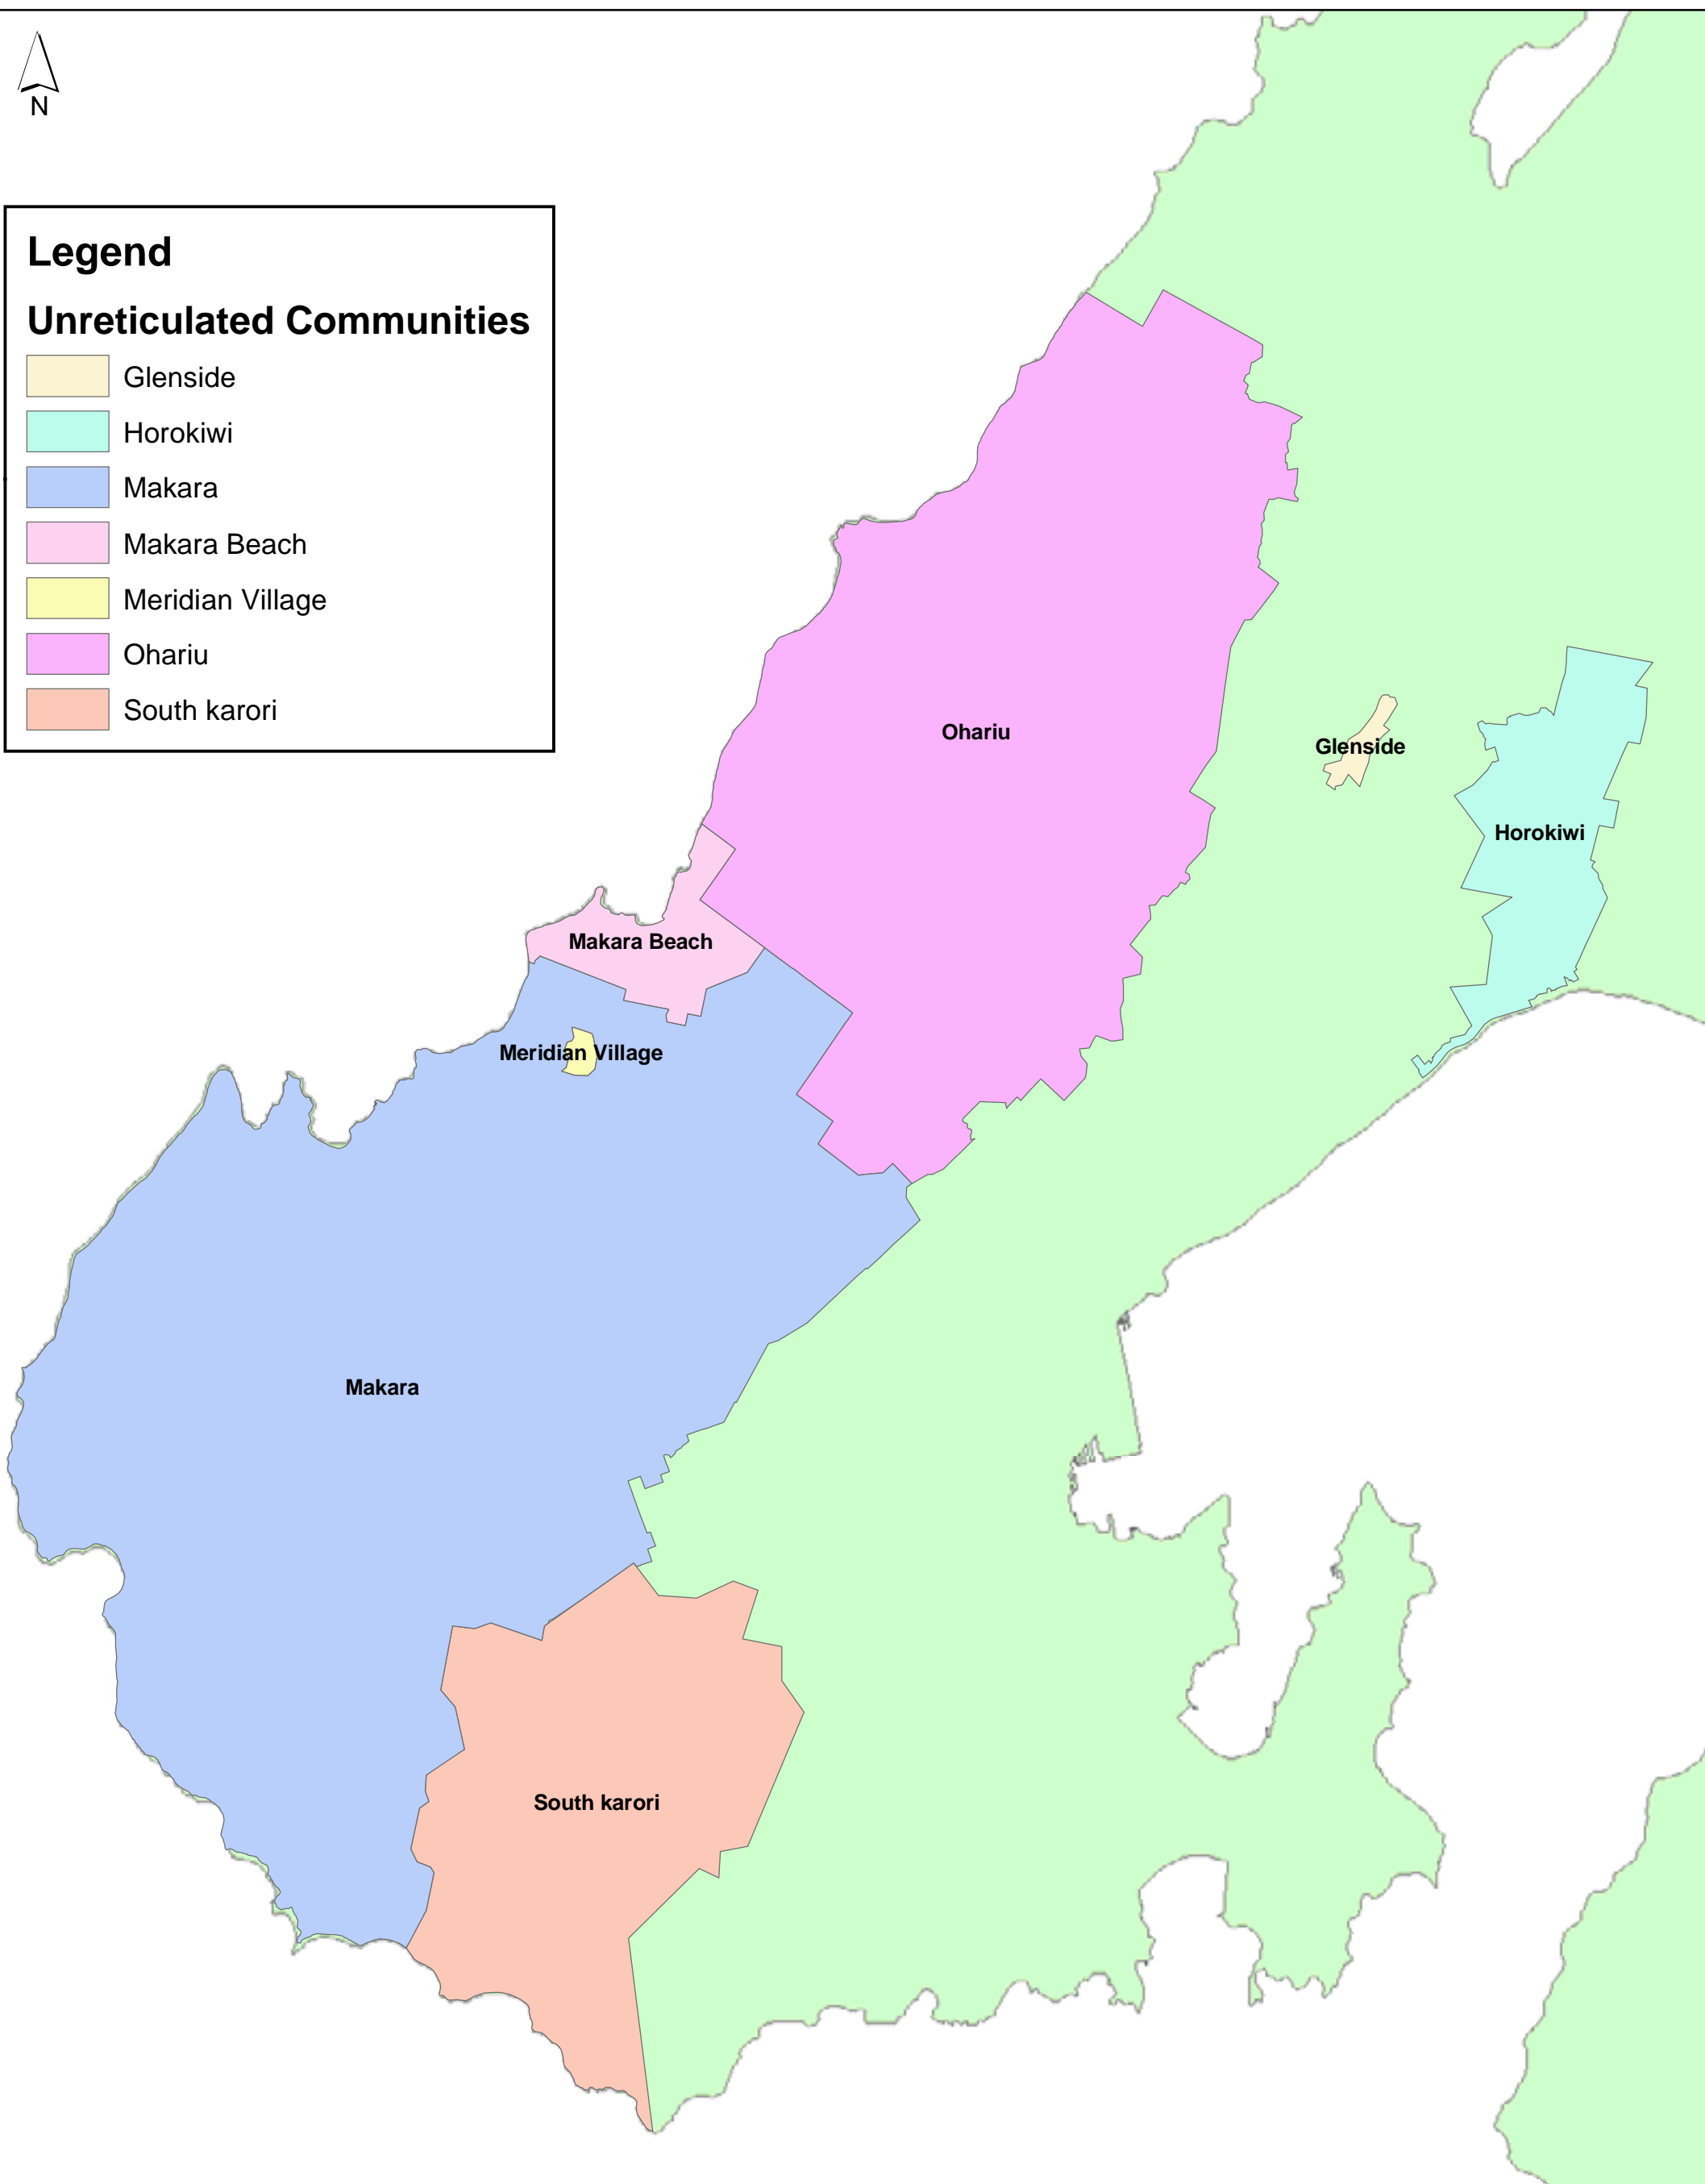 N
Legend
Unreticulated Communities
Glenside
Horokiwi
Makara
Makara Beach
Meridian Village
Ohariu
South karori
Ohariu
Glenside
Horokiwi
Makara Beach
Meridian Village
Makara
South karori